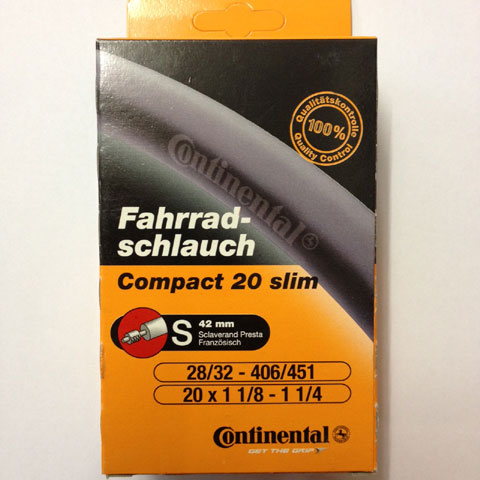 Qualitätskontrolle
100%
Quality Control
Continental
Fahrrad-
schlauch
Compact 20 slim
S
42 mm
Sclaverand Presta
Französisch
28/32 - 406/451
20 x 1 1/8 - 1 1/4
Continental
GET THE GRIP